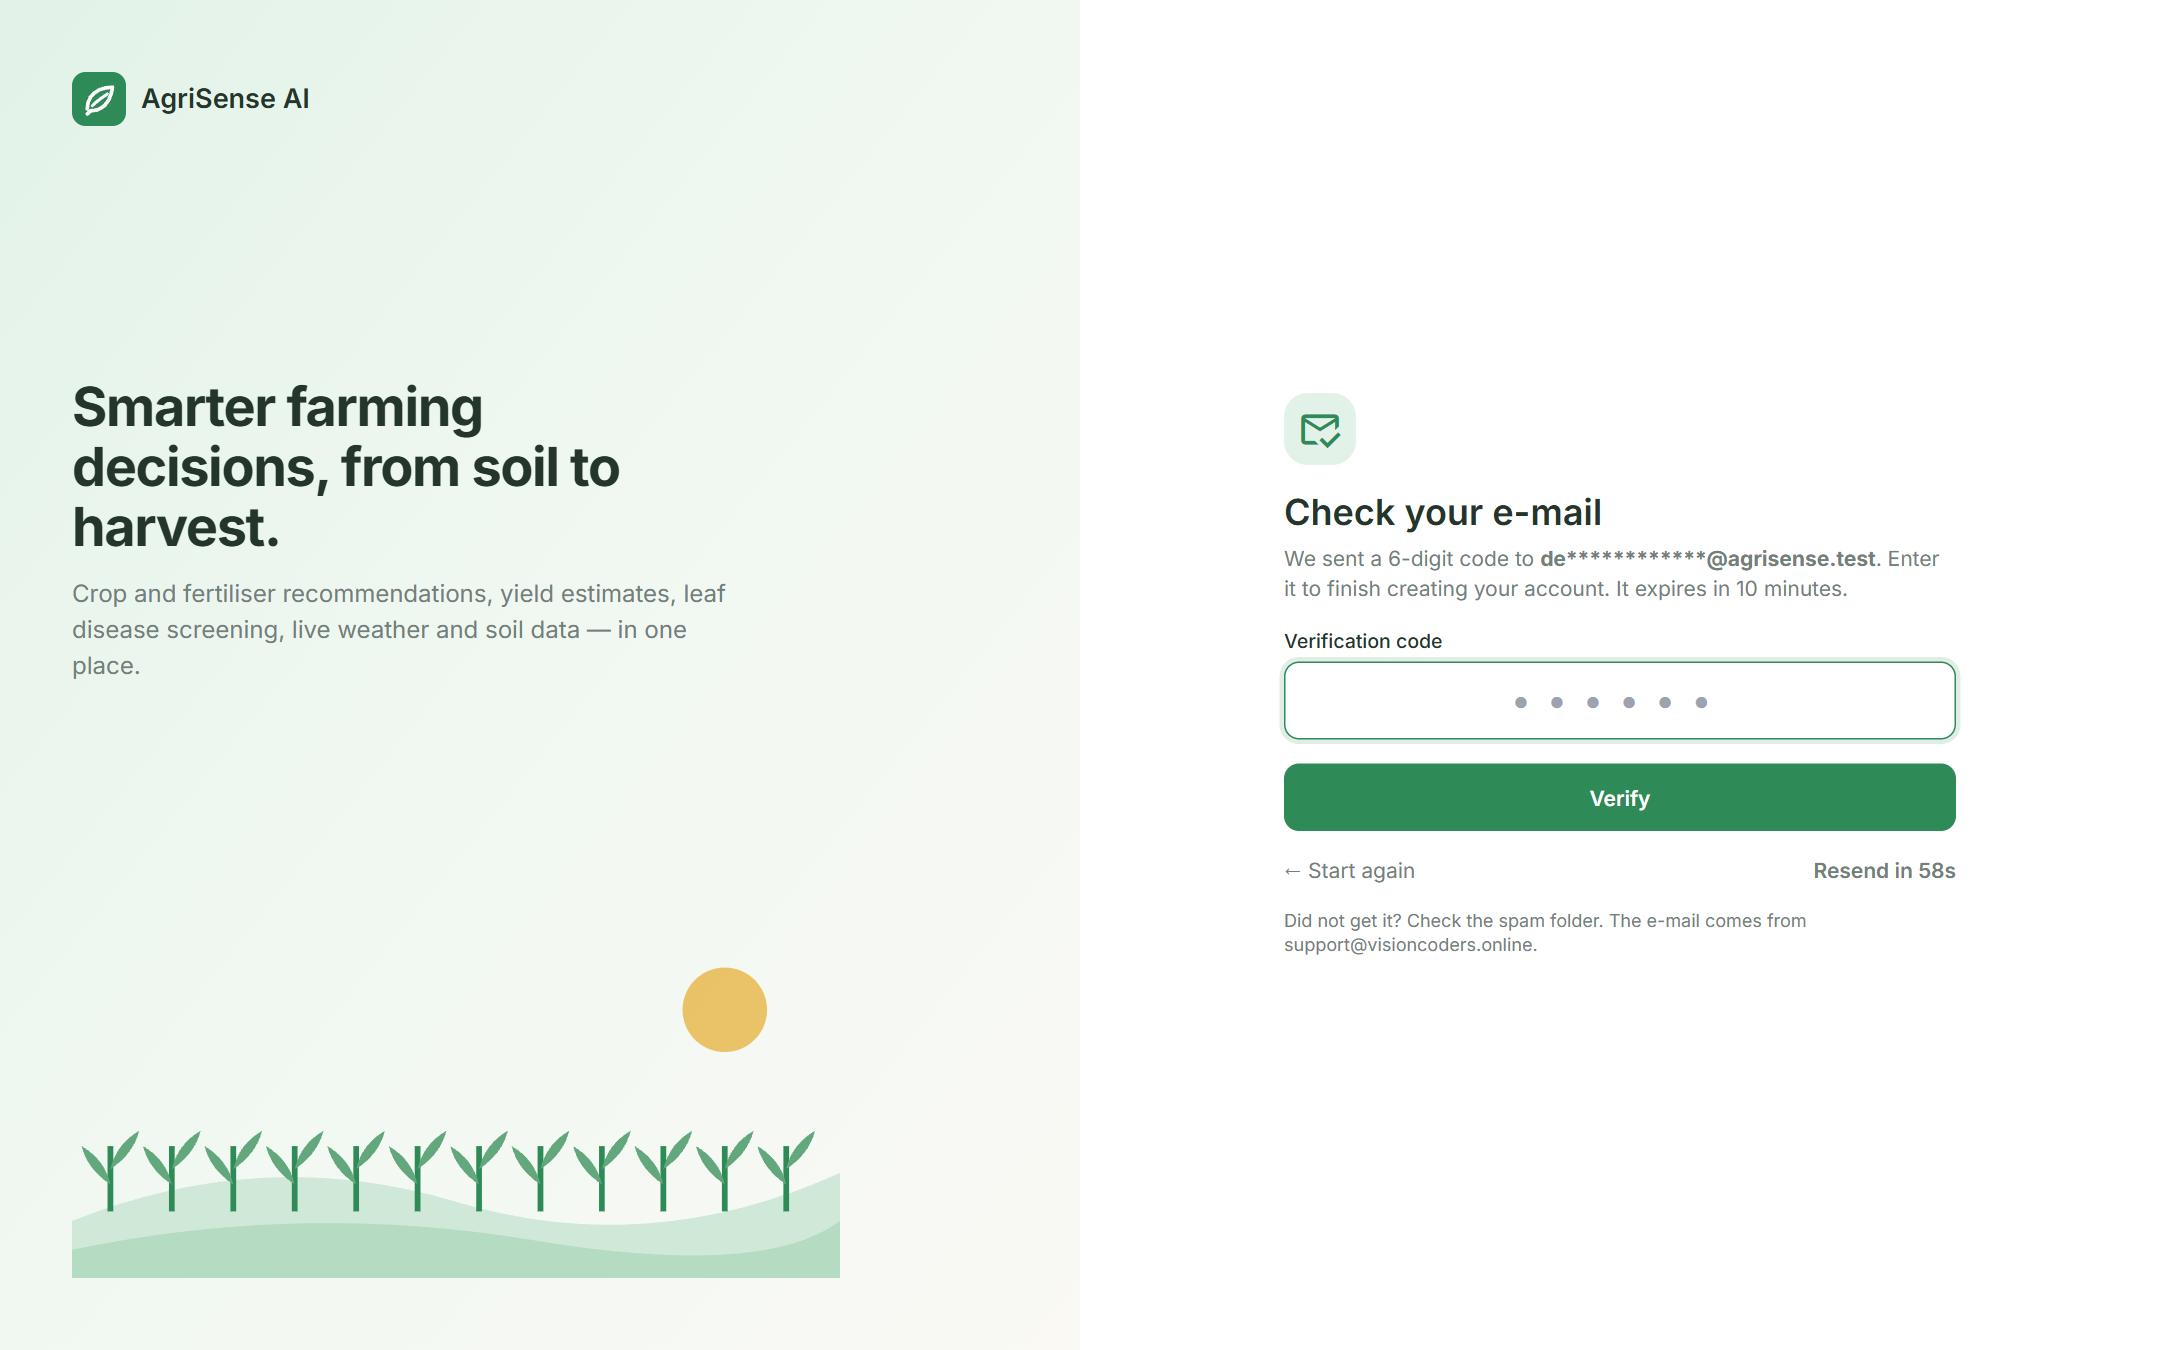 AgriSense AI
Smarter farming
decisions, from soil to
harvest.
Crop and fertiliser recommendations, yield estimates, leaf
disease screening, live weather and soil data — in one
place.
Check your e-mail
We sent a 6-digit code to de************@agrisense.test. Enter
it to finish creating your account. It expires in 10 minutes.
Verification code
••••••
Verify
← Start again
Resend in 58s
Did not get it? Check the spam folder. The e-mail comes from
support@visioncoders.online.